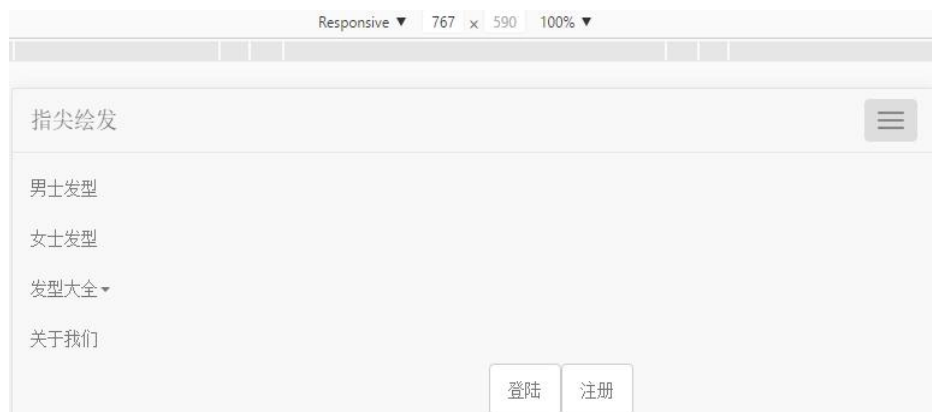 Responsive ▼ 767 x 590 100% ▼
指尖绘发
男士发型
女士发型
发型大全
关于我们
登陆 注册